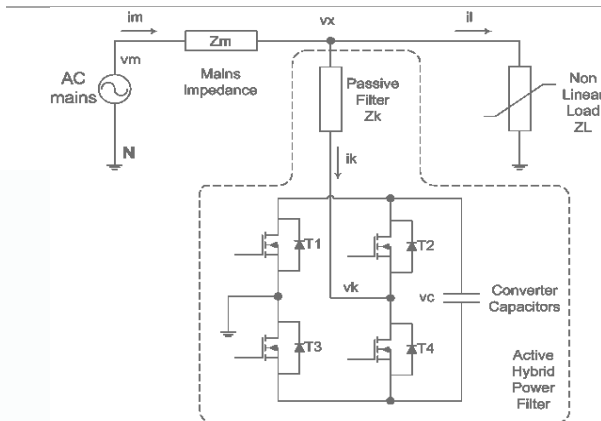 im
Zm
Mains
Impedance
vx
il
vm
AC
mains
N
Passive
Filter
Zk
Non
Linear
Load
ZL
ik
T1
T2
vk
vc
Converter
Capacitors
T3
T4
Active
Hybrid
Power
Filter